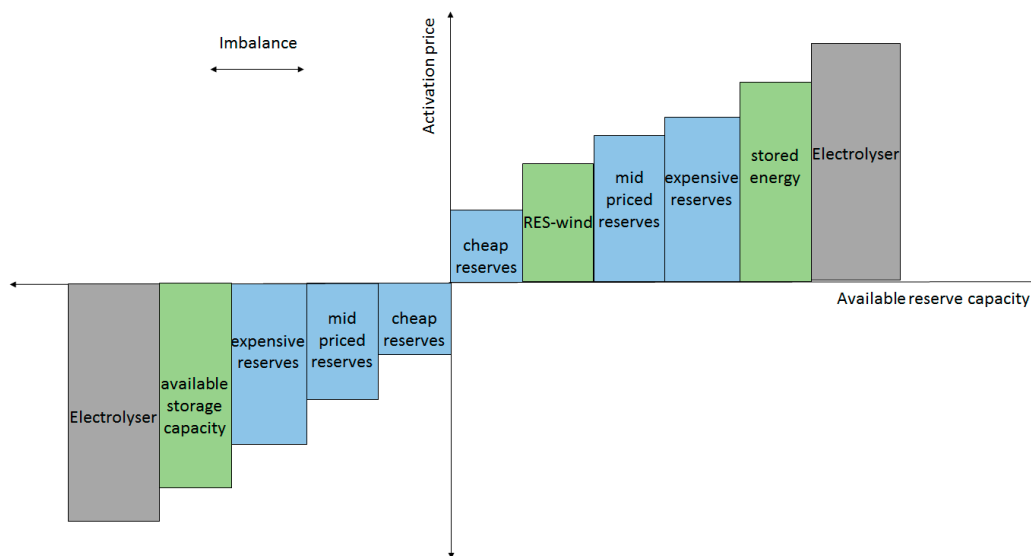 Imbalance
Activation price
cheap
reserves
RES-wind
mid
priced
reserves
expensive
reserves
stored
energy
Electrolyser
Available reserve capacity
Electrolyser
available
storage
capacity
expensive
reserves
mid
priced
reserves
cheap
reserves